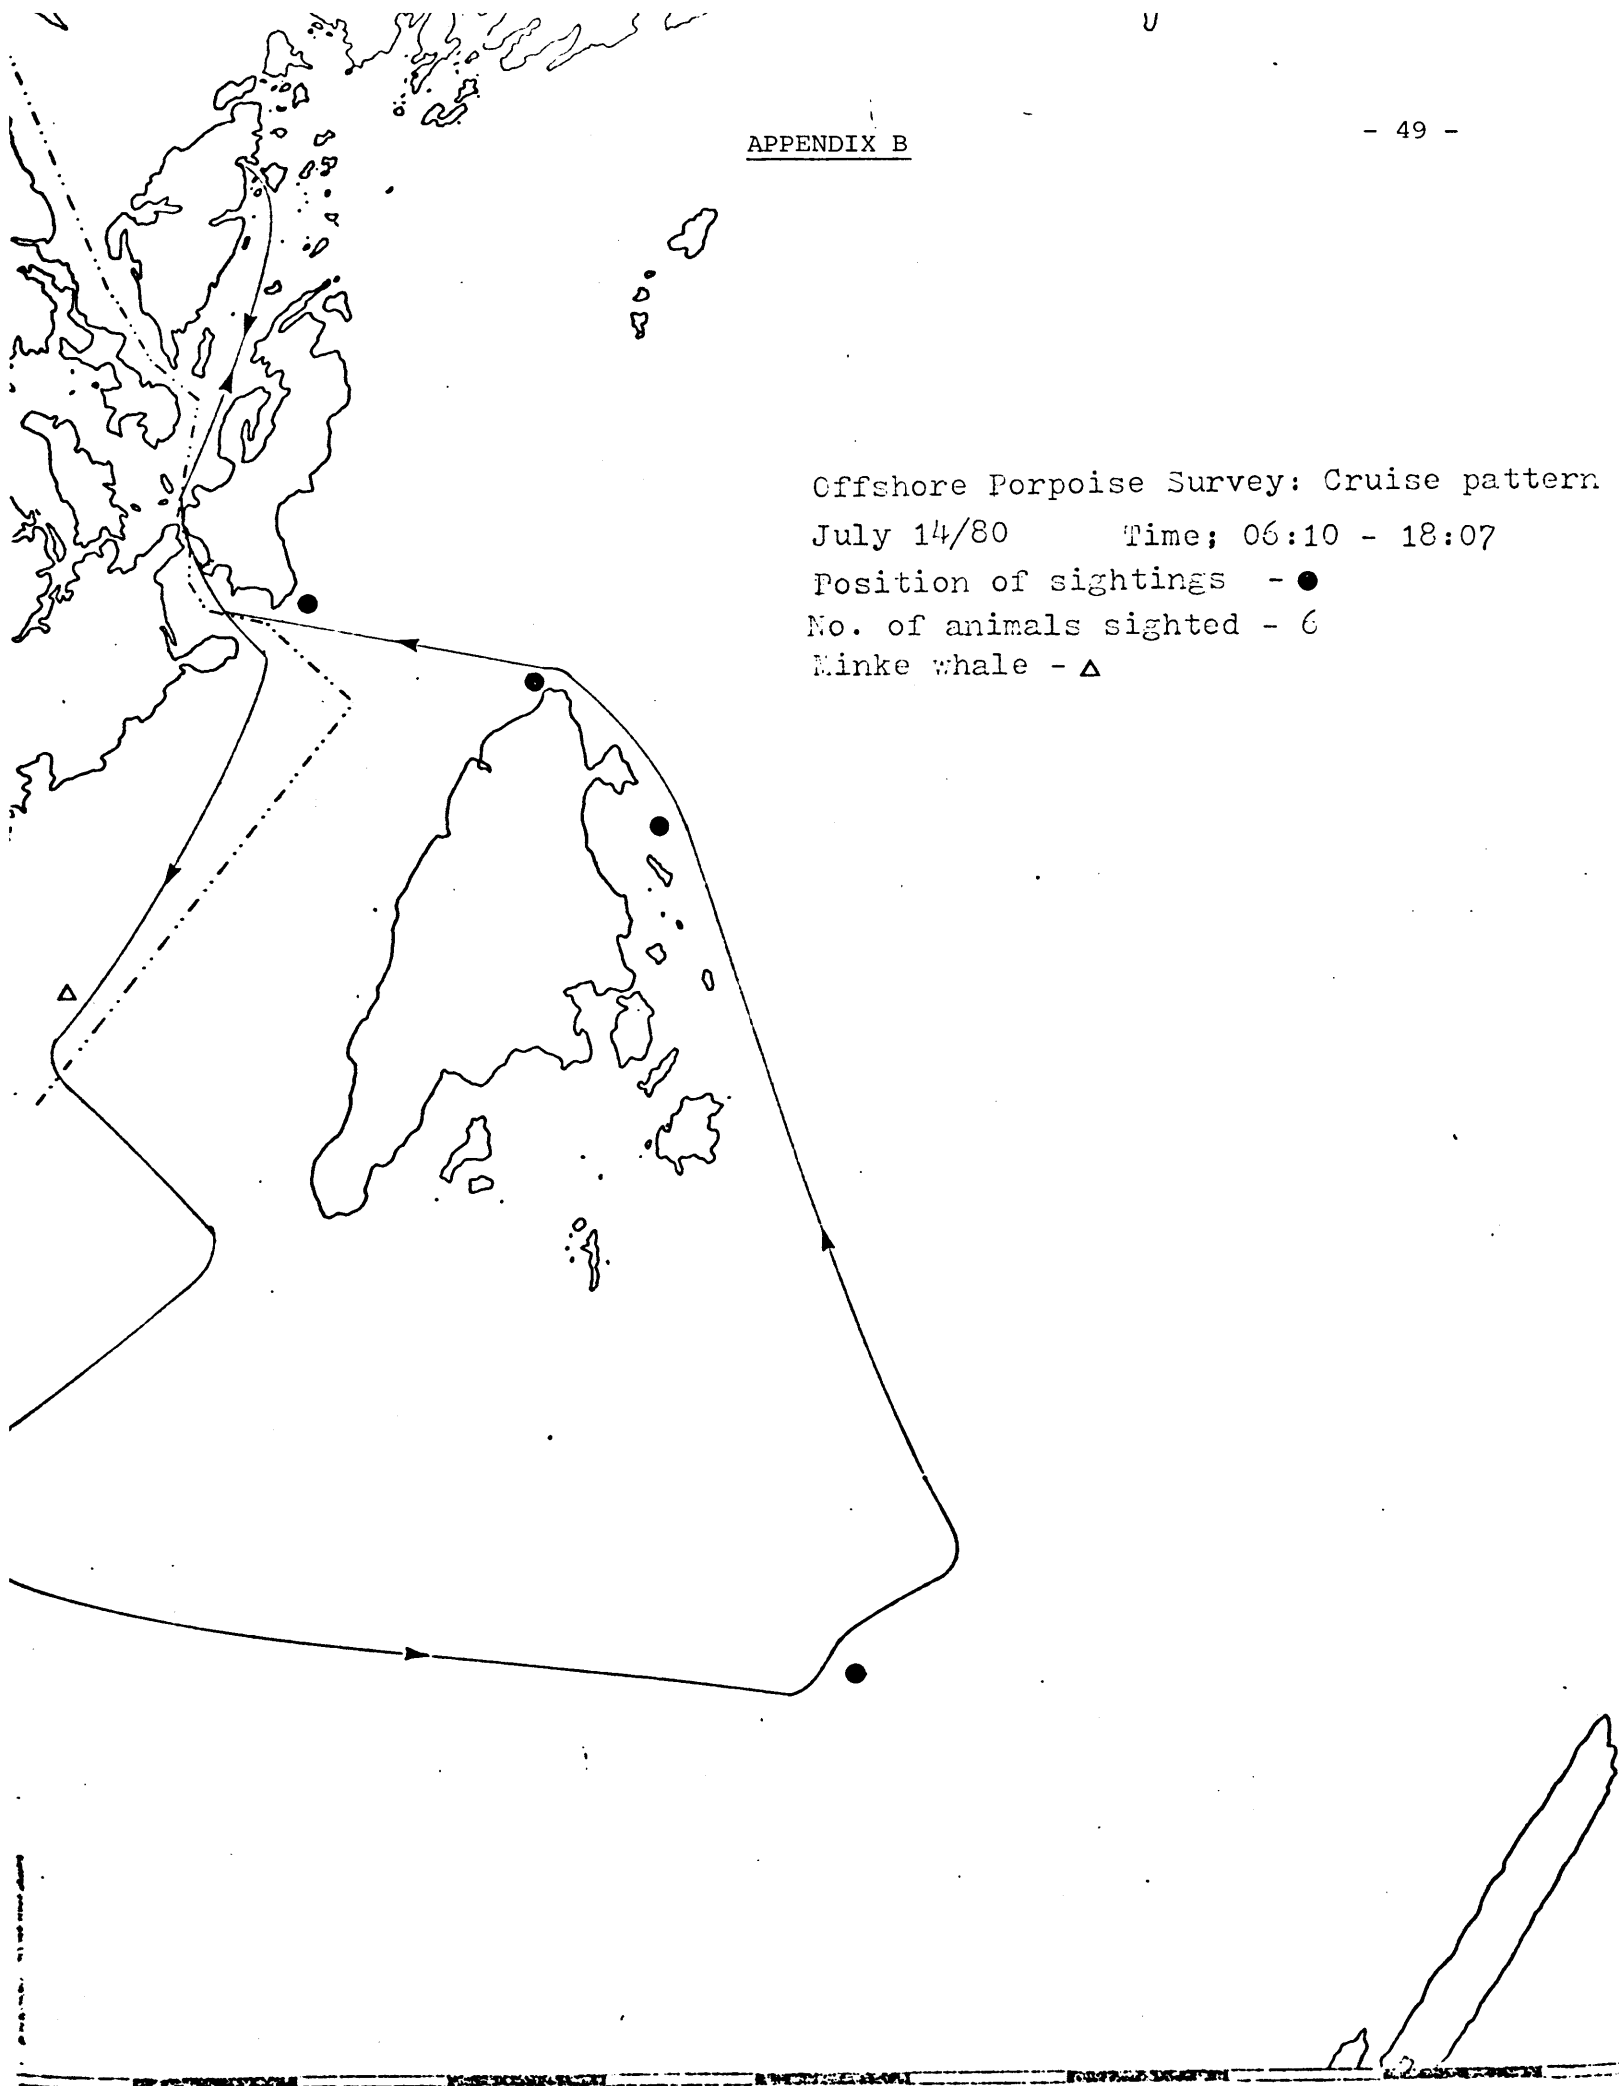 APPENDIX B
- 49 -
Offshore Porpoise Survey: Cruise pattern
July 14/80 Time; 06:10 - 18:07
Position of sightings - ●
No. of animals sighted - 6
Minke whale - △